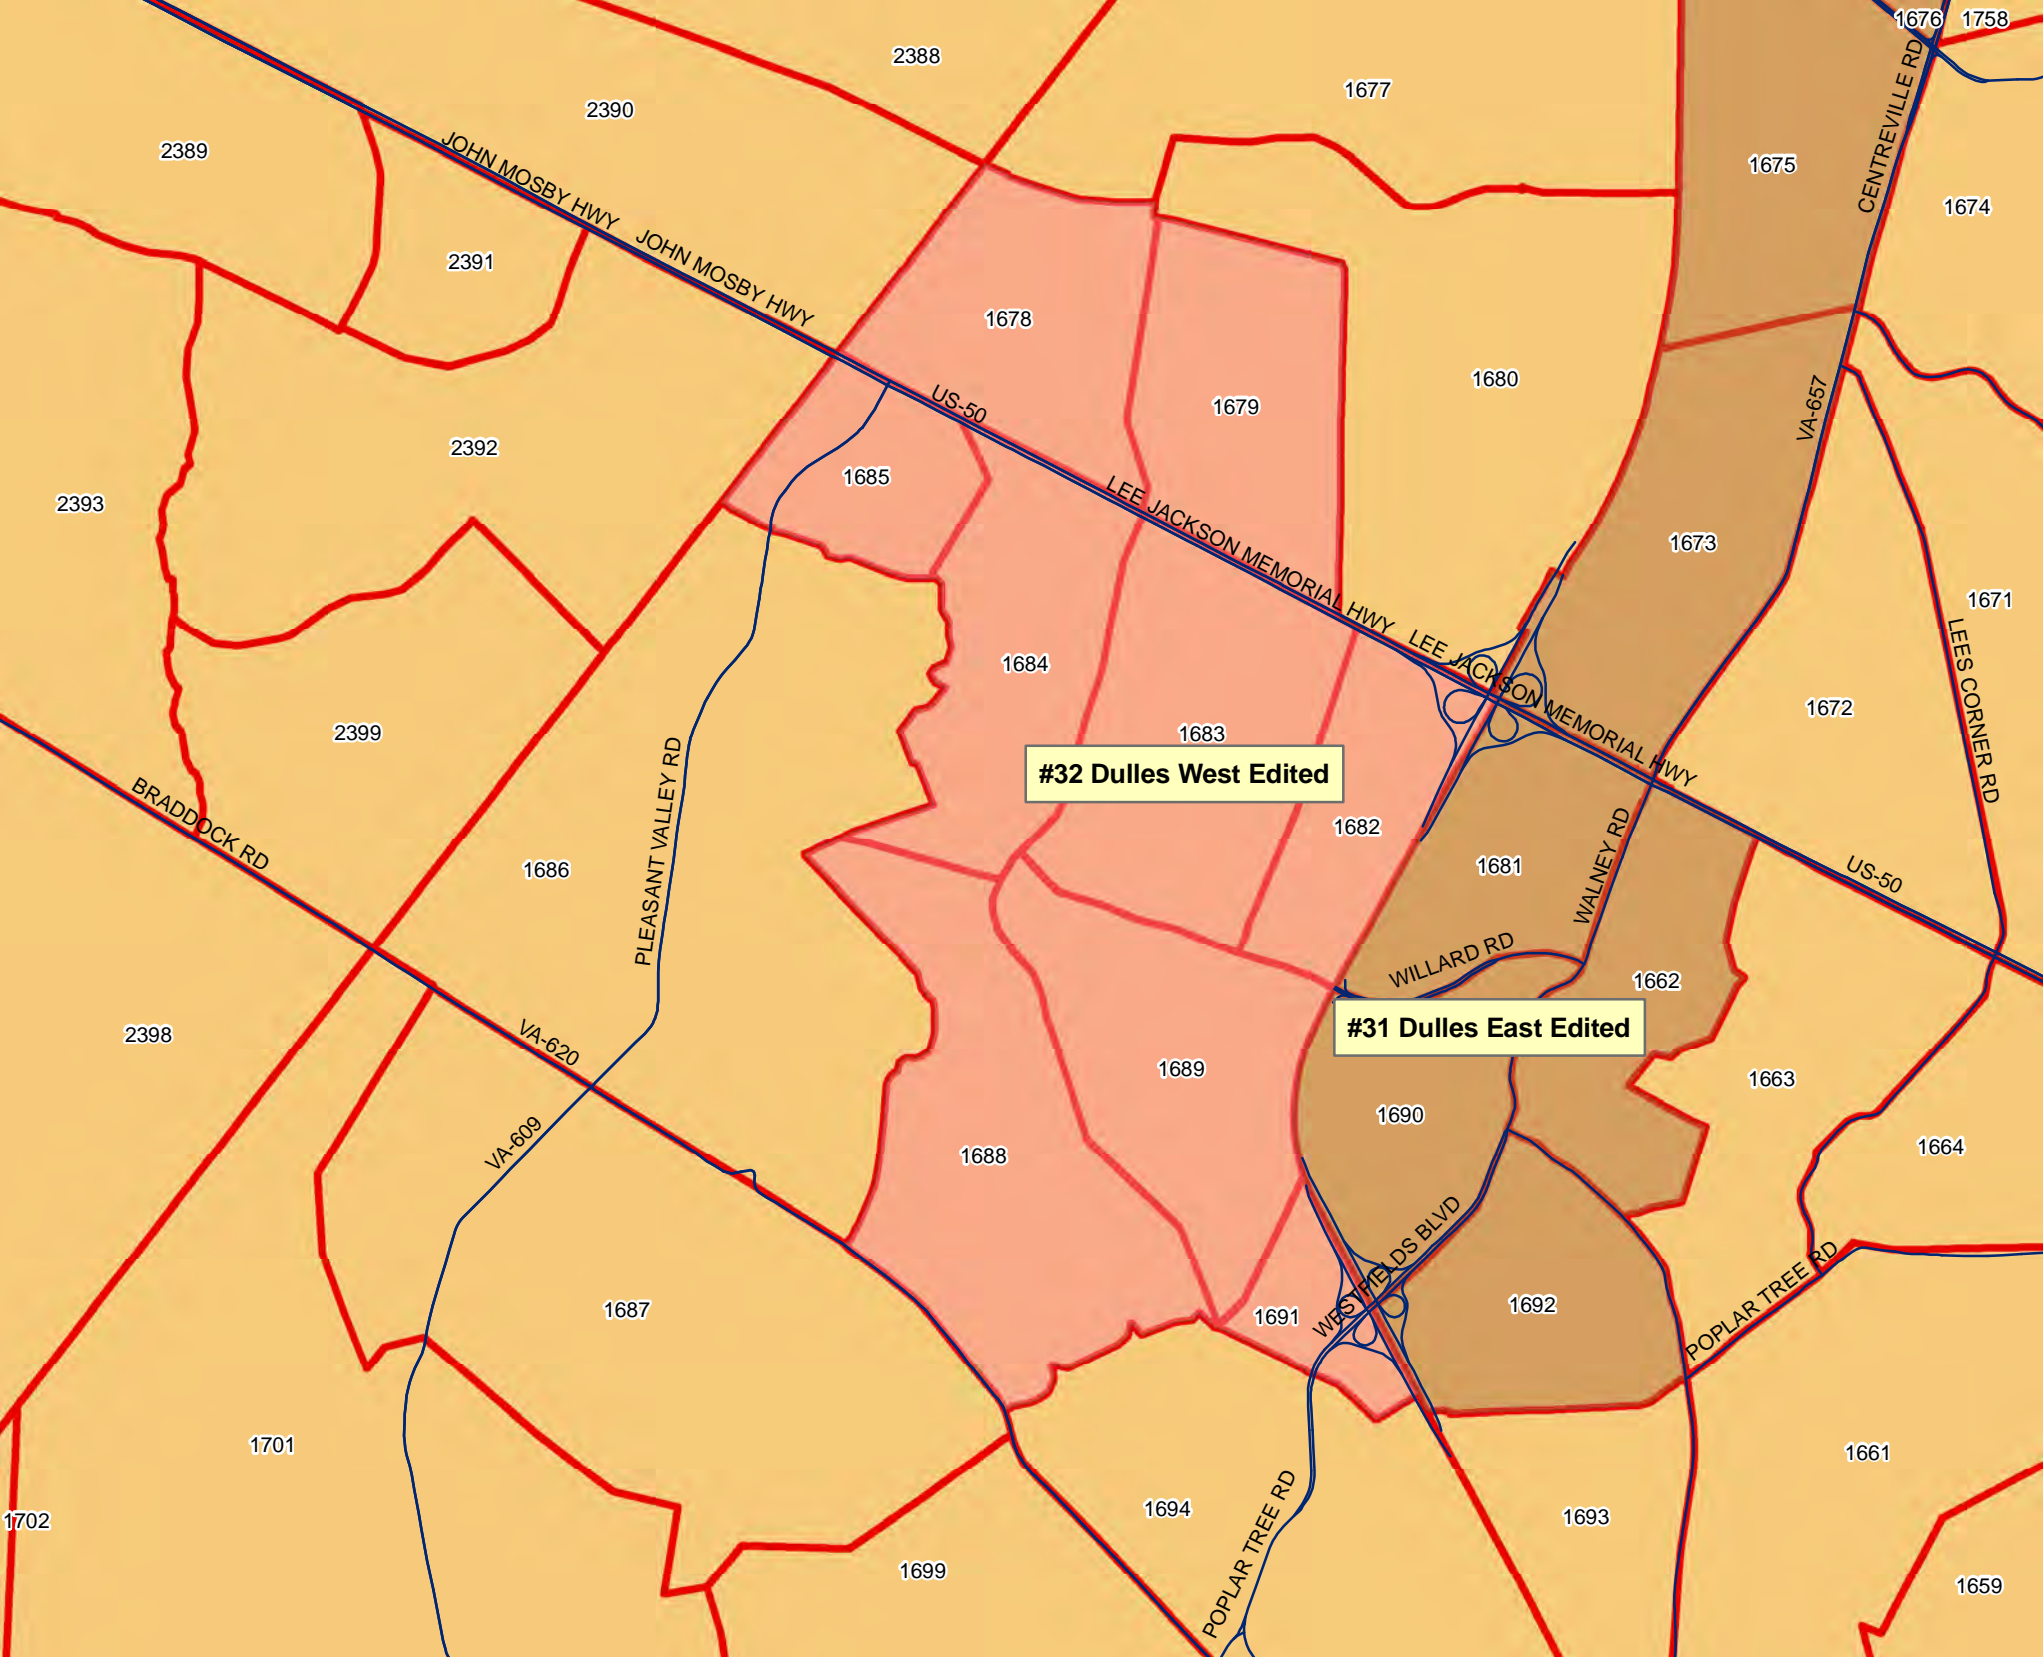 1676
1758
2388
1677
2390
CENTREVILLE RD
2389
JOHN MOSBY HWY
1675
1674
2391
JOHN MOSBY HWY
1678
1680
US-50
1679
VA-657
2392
1685
2393
LEE JACKSON MEMORIAL HWY
1673
1671
LEES CORNER RD
1684
LEE JACKSON MEMORIAL HWY
1672
2399
1683
PLEASANT VALLEY RD
#32 Dulles West Edited
BRADDOCK RD
1682
1686
1681
WALNEY RD
US-50
WILLARD RD
1662
2398
VA-620
#31 Dulles East Edited
1689
1663
1690
VA-609
1688
1664
WESTFIELDS BLVD
1687
1691
1692
POPLAR TREE RD
1701
1661
1702
1694
POPLAR TREE RD
1693
1699
1659